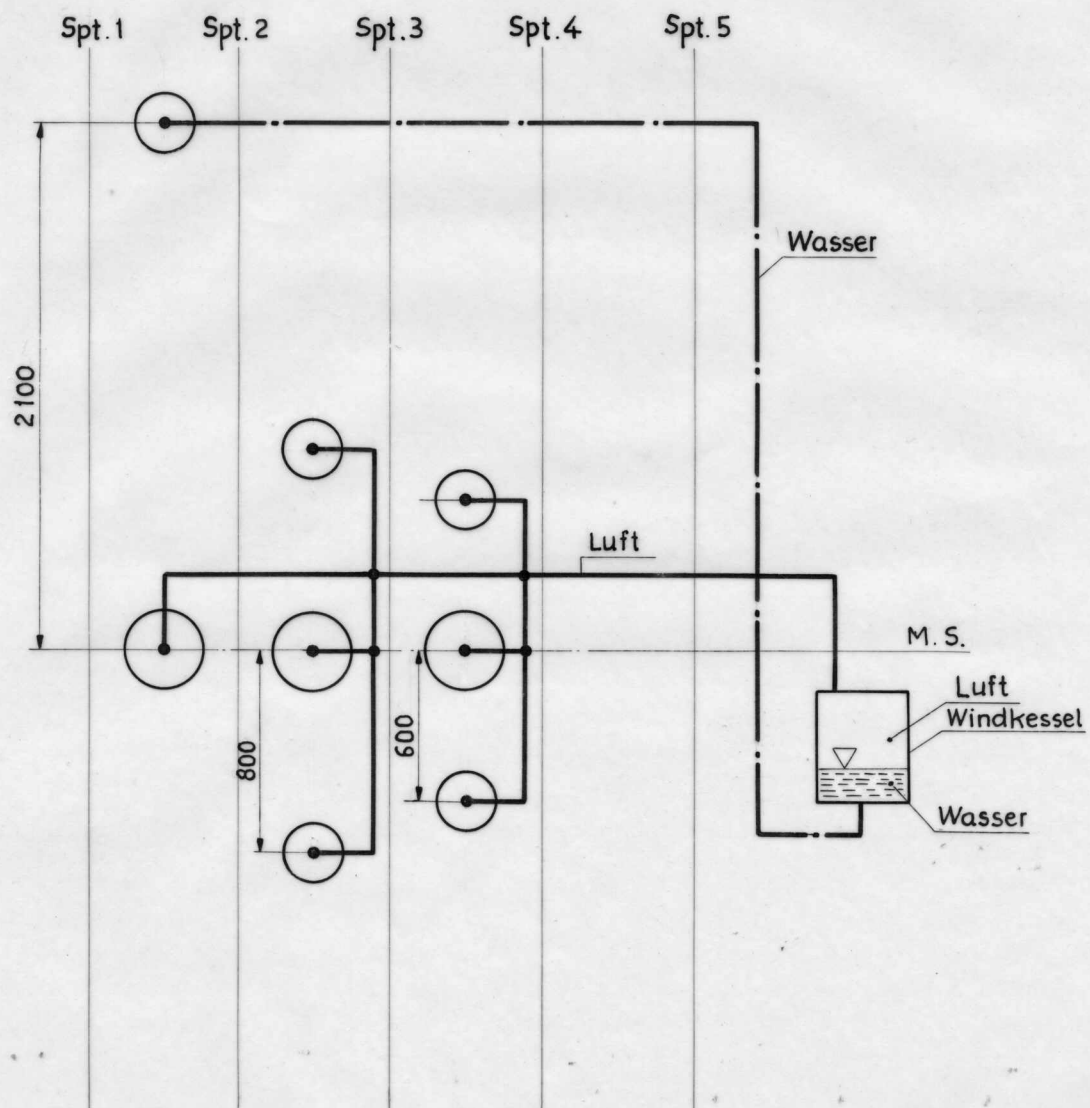 Spt.1 Spt.2 Spt.3 Spt.4 Spt.5
Wasser
2100
Luft
M.S.
Luft
Windkessel
800
600
Wasser